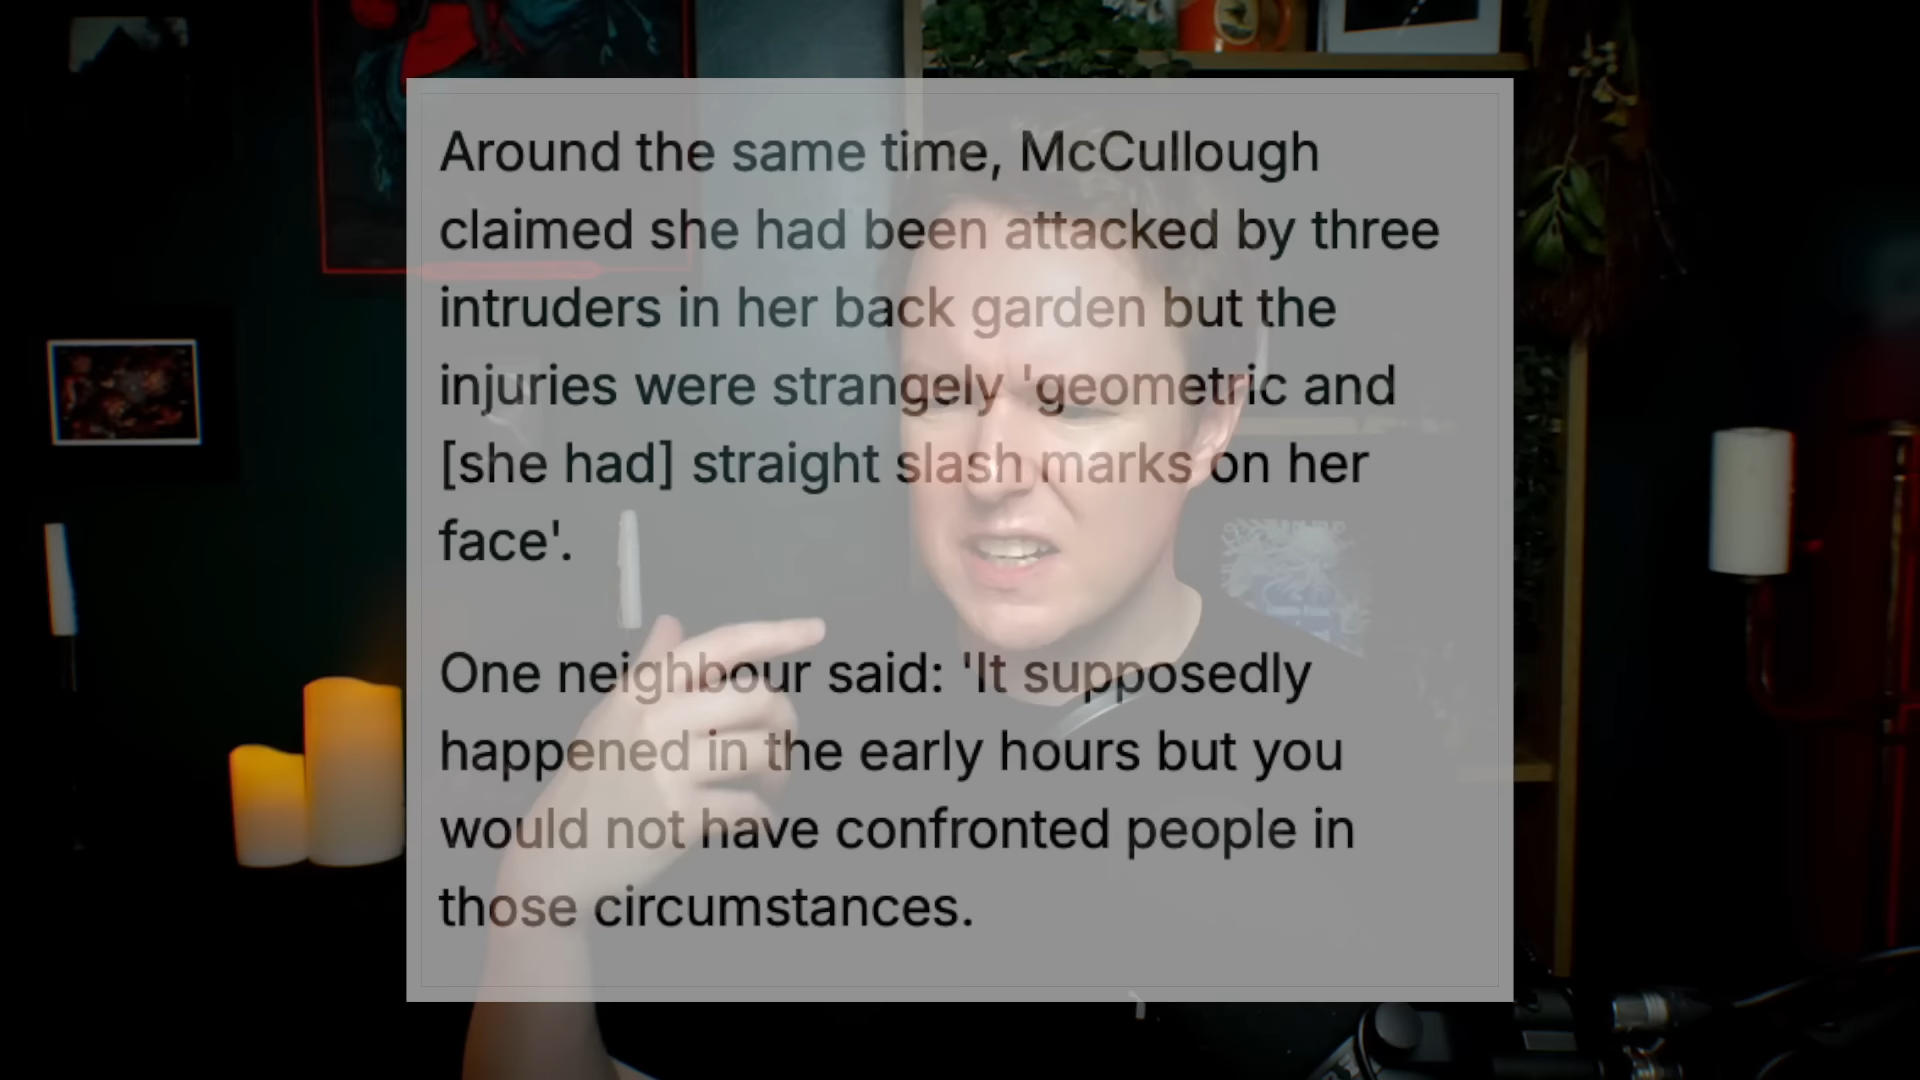 Around the same time, McCullough
claimed she had been attacked by three
intruders in her back garden but the
injuries were strangely 'geometric and
[she had] straight slash marks on her
face'.
One neighbour said: 'It supposedly
happened in the early hours but you
would not have confronted people in
those circumstances.